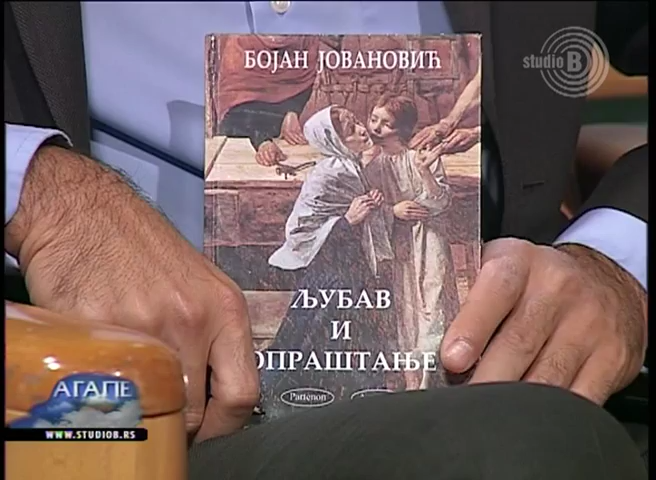 БОЈАН ЈОВАНОВИЋ
studio B
ЉУБАВ
И
ОПРАШТАЊЕ
Partenon
АГАПЕ
WWW.STUDIOB.RS